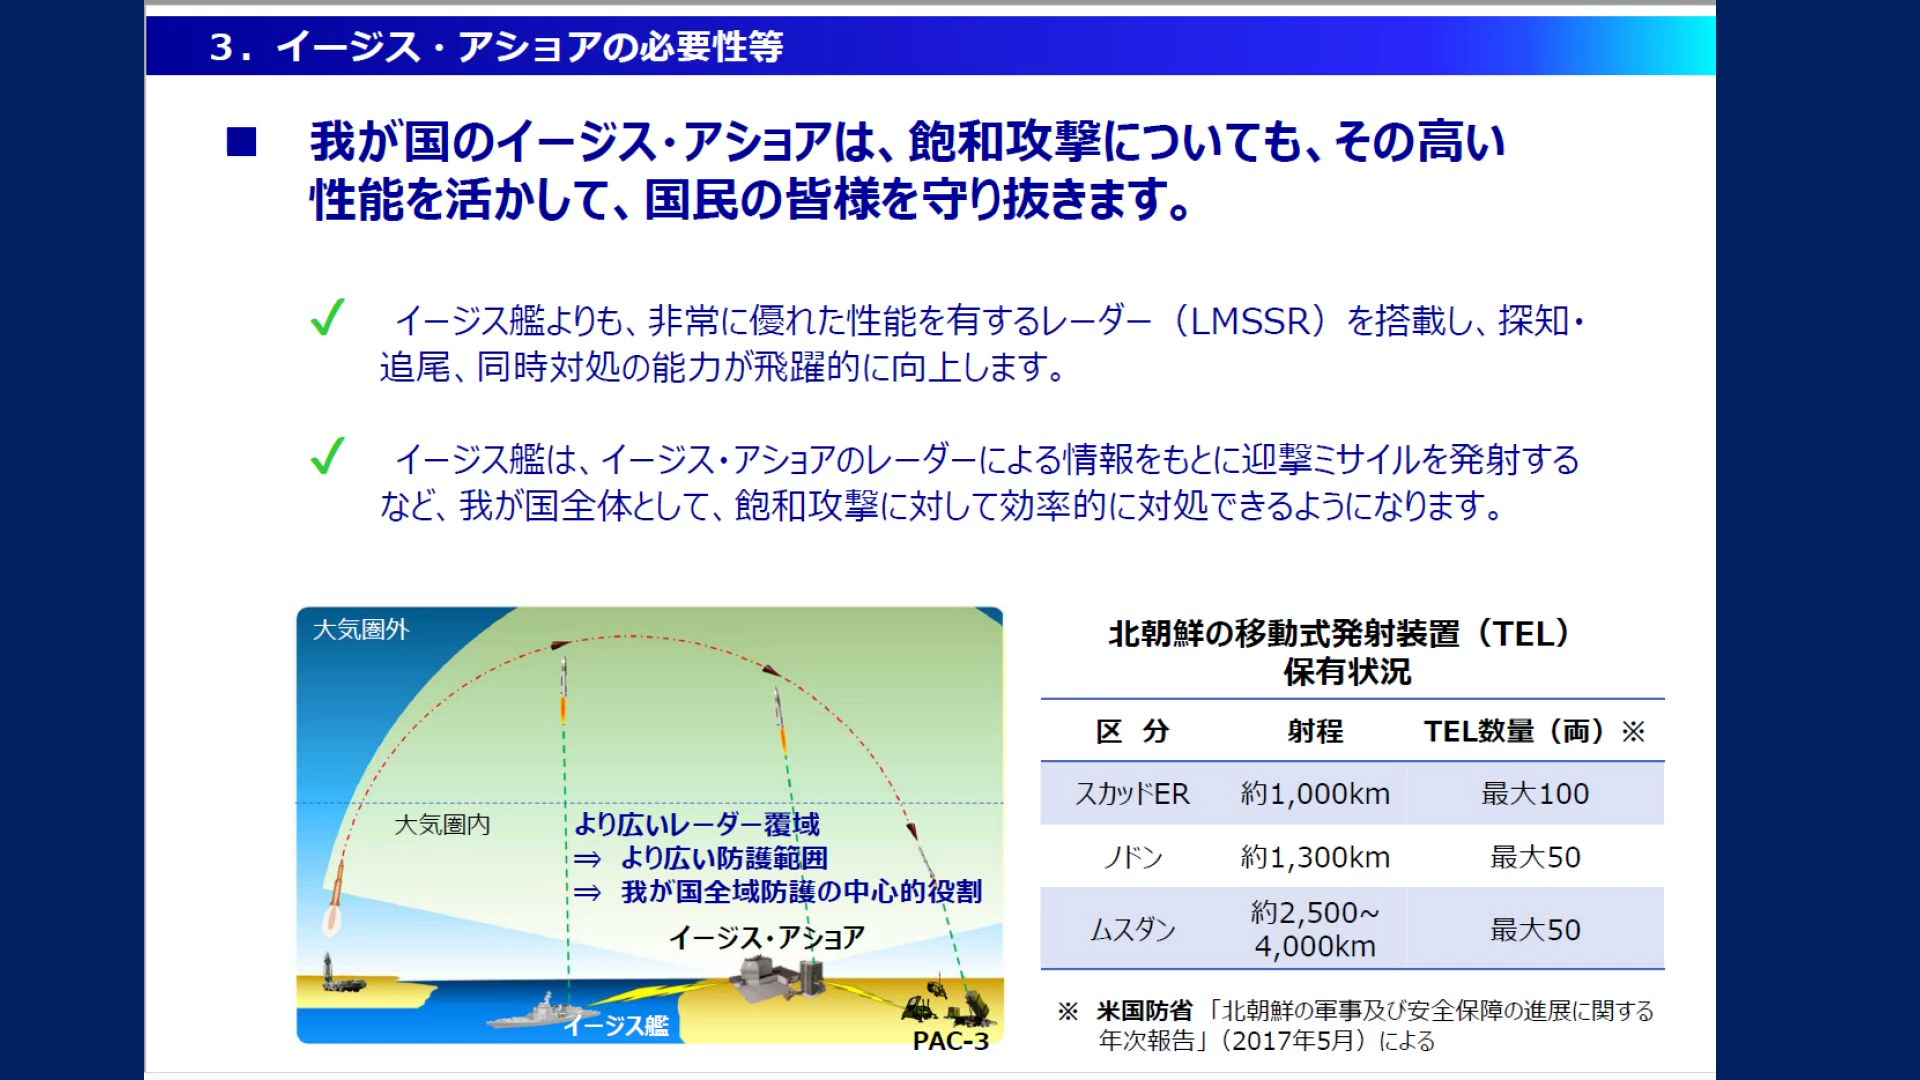 3．イージス・アショアの必要性等
■ 我が国のイージス・アショアは、飽和攻撃についても、その高い
性能を活かして、国民の皆様を守り抜きます。
✓ イージス艦よりも、非常に優れた性能を有するレーダー（LMSSR）を搭載し、探知・
追尾、同時対処の能力が飛躍的に向上します。
✓ イージス艦は、イージス・アショアのレーダーによる情報をもとに迎撃ミサイルを発射する
など、我が国全体として、飽和攻撃に対して効率的に対処できるようになります。
大気圏外
大気圏内
より広いレーダー覆域
⇒ より広い防護範囲
⇒ 我が国全域防護の中心的役割
イージス・アショア
イージス艦
PAC-3
北朝鮮の移動式発射装置（TEL）
保有状況
区 分 射程 TEL数量（両）※
スカッドER 約1,000km 最大100
ノドン 約1,300km 最大50
ムスダン 約2,500~
4,000km 最大50
※ 米国防省「北朝鮮の軍事及び安全保障の進展に関する
年次報告」（2017年5月）による